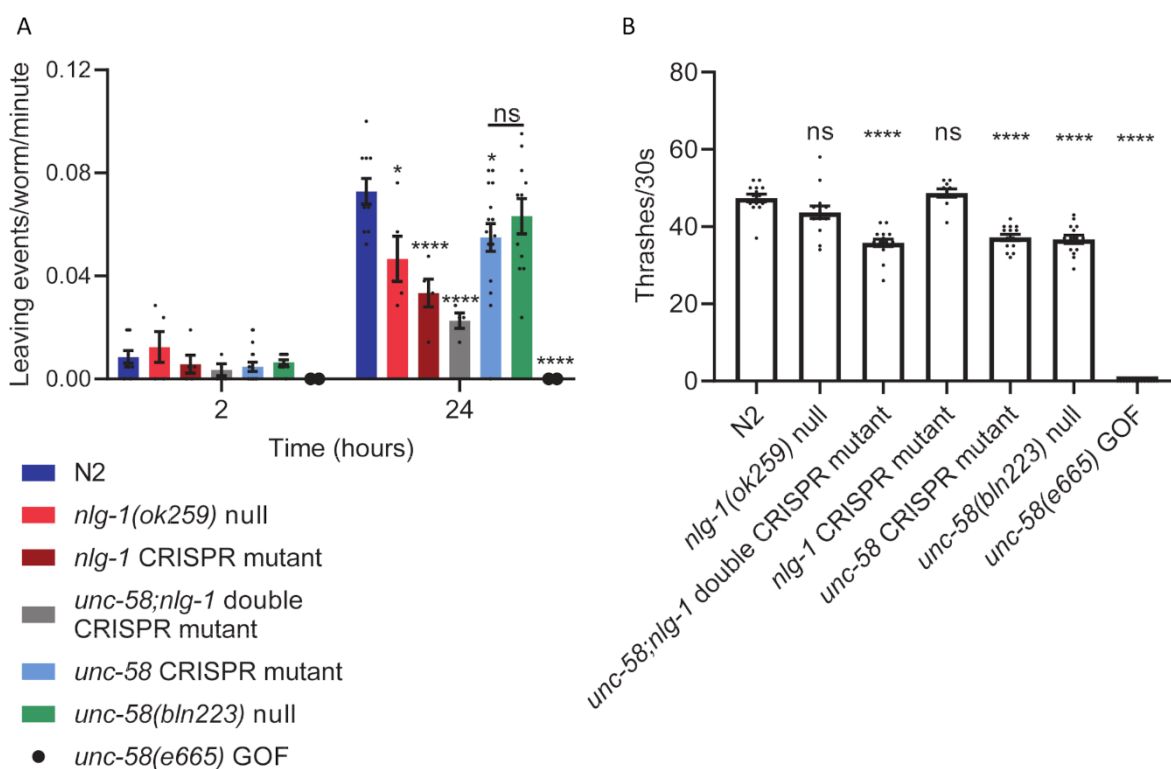 A
Leaving events/worm/minute
0.12
0.08
0.04
0.00
*
****
****
*
ns
****
2
24
Time (hours)
N2
nlg-1(ok259) null
nlg-1 CRISPR mutant
unc-58;nlg-1 double
CRISPR mutant
unc-58 CRISPR mutant
unc-58(bln223) null
unc-58(e665) GOF
B
Thrashes/30s
80
60
40
20
0
ns
****
ns
****
****
****
N2
nlg-1(ok259) null
unc-58;nlg-1 double CRISPR mutant
nlg-1 CRISPR mutant
unc-58 CRISPR mutant
unc-58(bln223) null
unc-58(e665) GOF